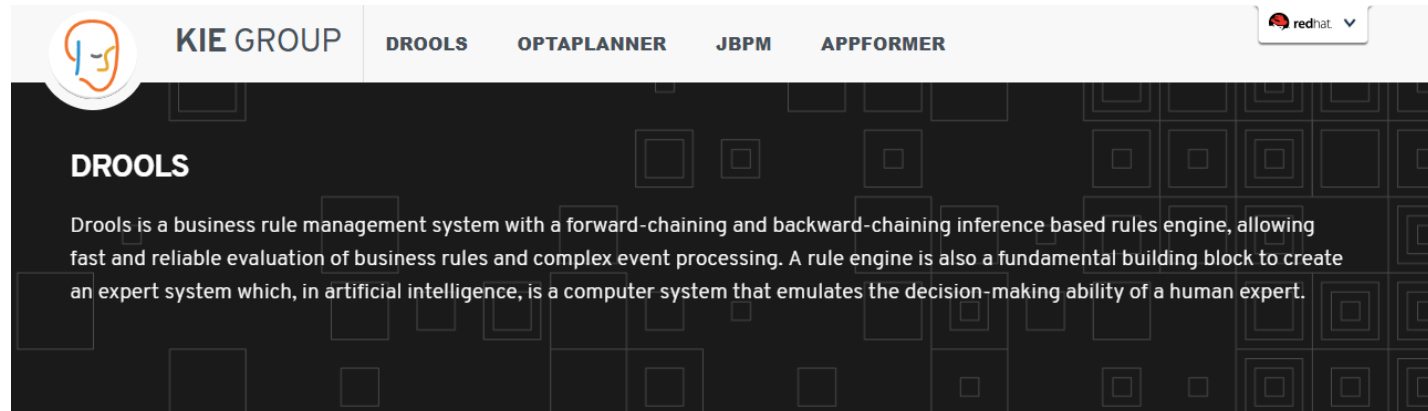 KIE GROUP DROOLS OPTAPLANNER JBPM APPFORMER redhat.
DROOLS
Drools is a business rule management system with a forward-chaining and backward-chaining inference based rules engine, allowing
fast and reliable evaluation of business rules and complex event processing. A rule engine is also a fundamental building block to create
an expert system which, in artificial intelligence, is a computer system that emulates the decision-making ability of a human expert.